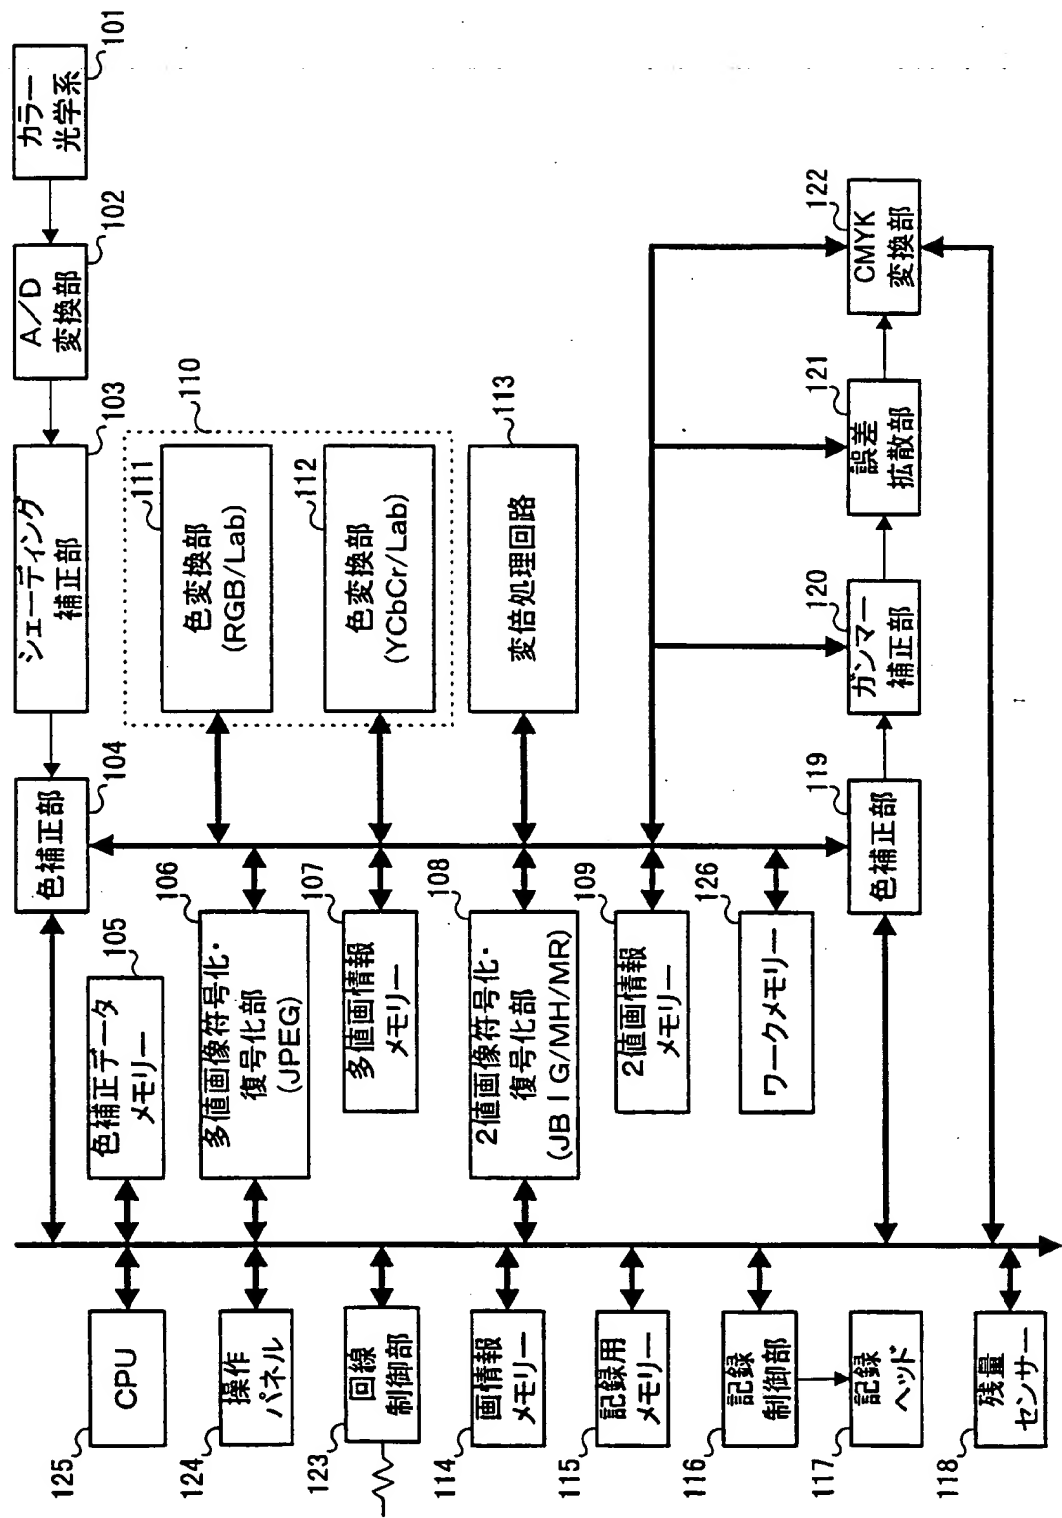 カラー
光学系
101
A/D
変換部
102
シェーディング
補正部
103
色補正部
104
色補正データ
メモリー
105
多値画像符号化・
復号化部
(JPEG)
106
多値画情報
メモリー
107
2値画像符号化・
復号化部
(JBIG/MH/MR)
108
2値画情報
メモリー
109
ワークメモリー
126
110
色変換部
(RGB/Lab)
111
色変換部
(YCbCr/Lab)
112
変倍処理回路
113
色補正部
119
ガンマー
補正部
120
誤差
拡散部
121
CMYK
変換部
122
CPU
125
操作
パネル
124
回線
制御部
123
画情報
メモリー
114
記録用
メモリー
115
記録
制御部
116
記録
ヘッド
117
残量
センサー
118